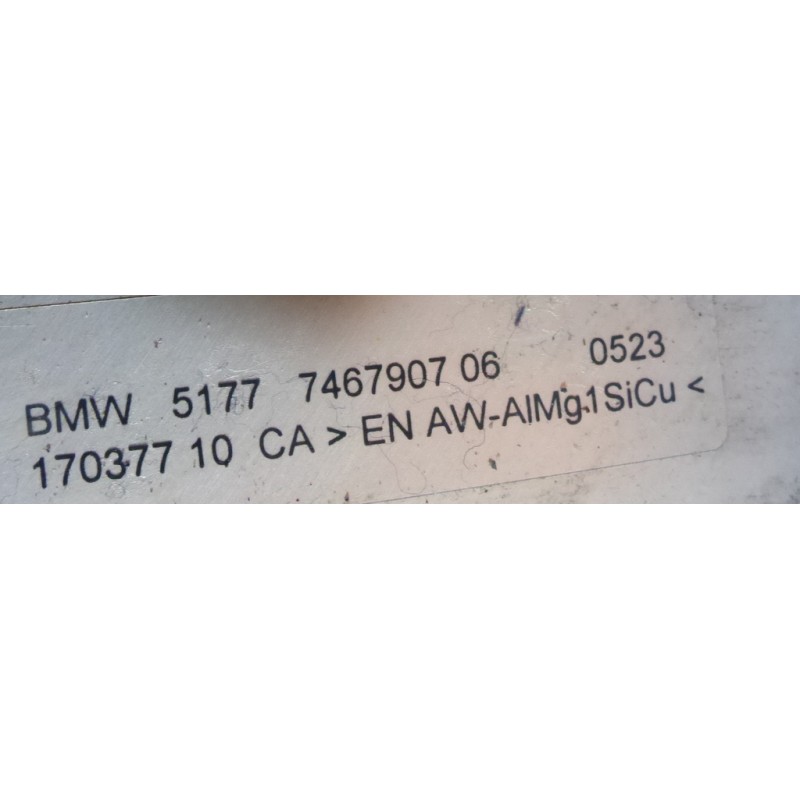 BMW 5177 7467907 06 0523
170377 10 CA > EN AW-AlMg1SiCu <